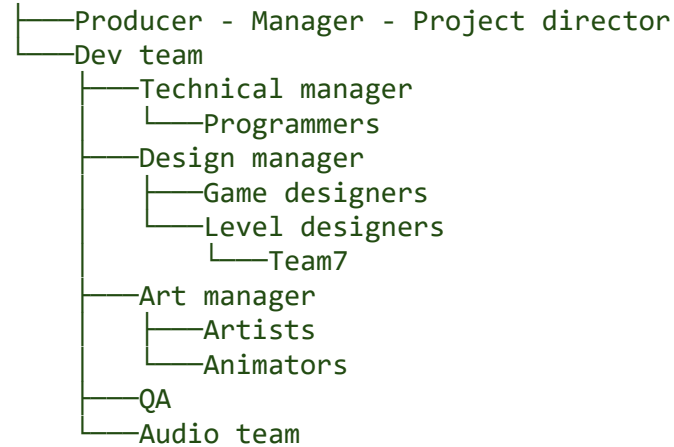 ├───Producer - Manager - Project director
└───Dev team
    ├───Technical manager
    │   └───Programmers
    ├───Design manager
    │   ├───Game designers
    │   └───Level designers
    │       └───Team7
    ├───Art manager
    │   ├───Artists
    │   └───Animators
    ├───QA
    └───Audio team